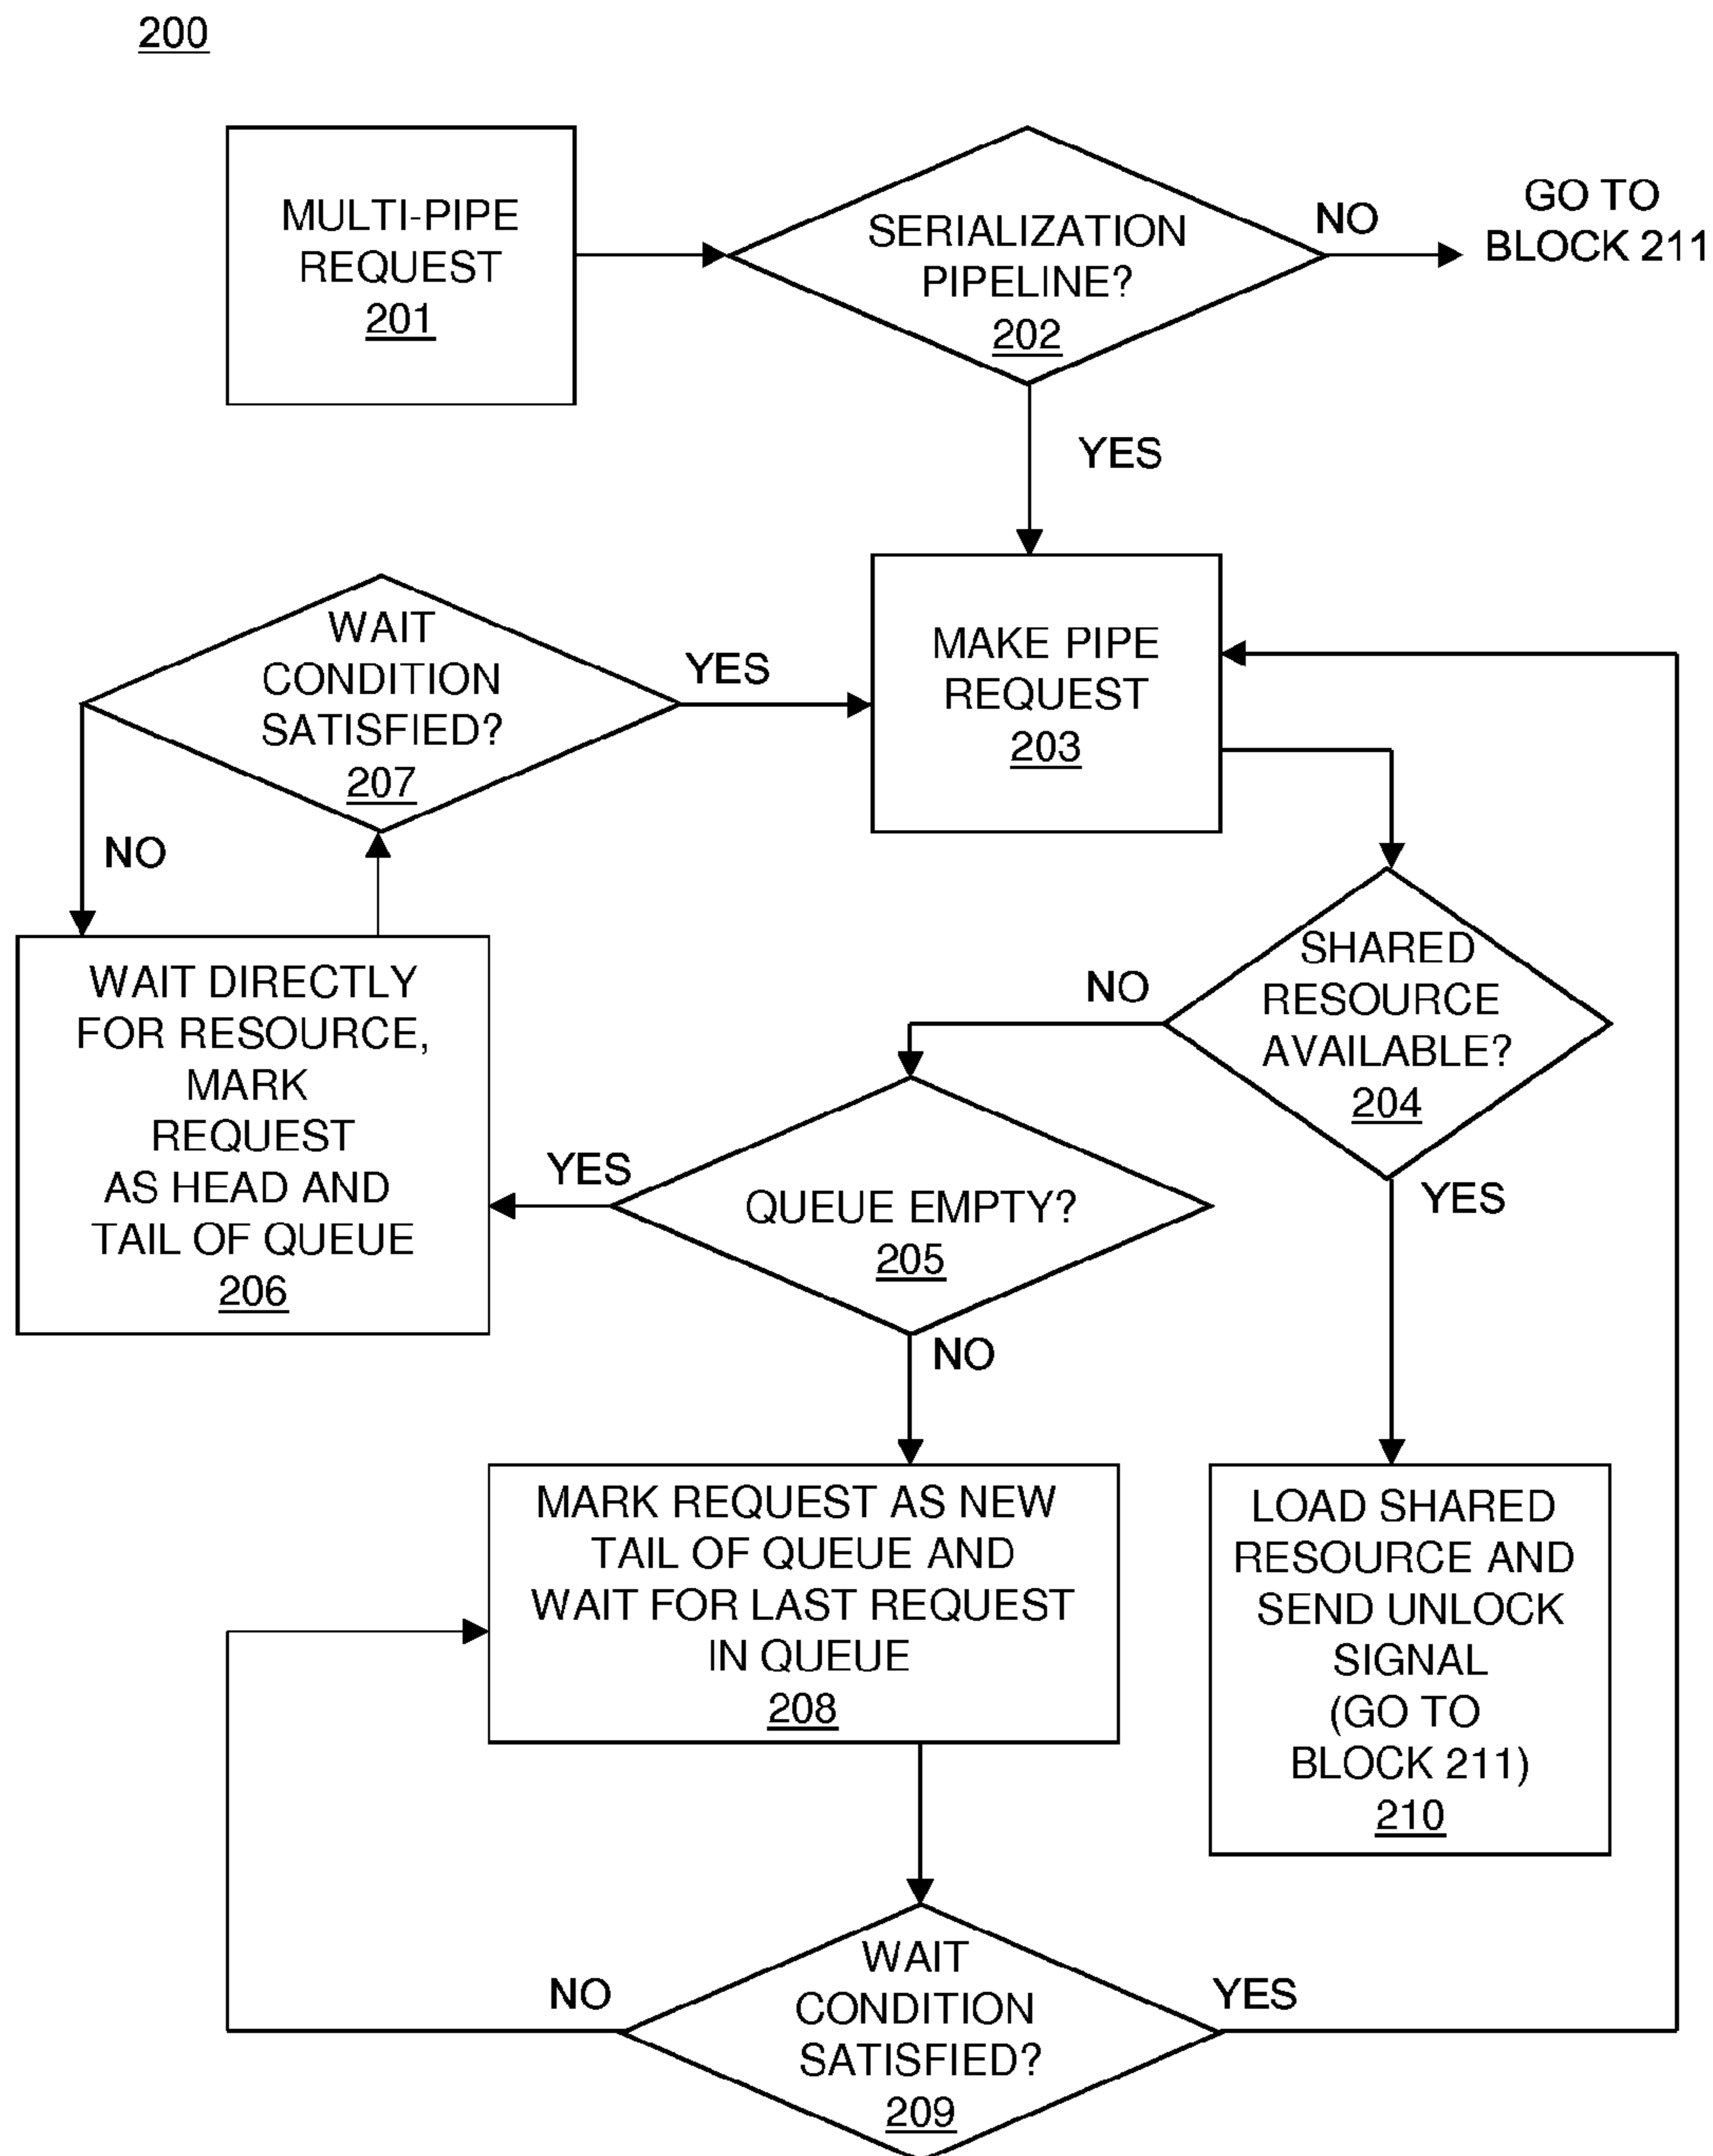 200
MULTI-PIPE
REQUEST
201
SERIALIZATION
PIPELINE?
202
NO
GO TO
BLOCK 211
YES
WAIT
CONDITION
SATISFIED?
207
YES
NO
MAKE PIPE
REQUEST
203
SHARED
RESOURCE
AVAILABLE?
204
NO
YES
WAIT DIRECTLY
FOR RESOURCE,
MARK
REQUEST
AS HEAD AND
TAIL OF QUEUE
206
YES
QUEUE EMPTY?
205
NO
MARK REQUEST AS NEW
TAIL OF QUEUE AND
WAIT FOR LAST REQUEST
IN QUEUE
208
LOAD SHARED
RESOURCE AND
SEND UNLOCK
SIGNAL
(GO TO
BLOCK 211)
210
NO
WAIT
CONDITION
SATISFIED?
209
YES